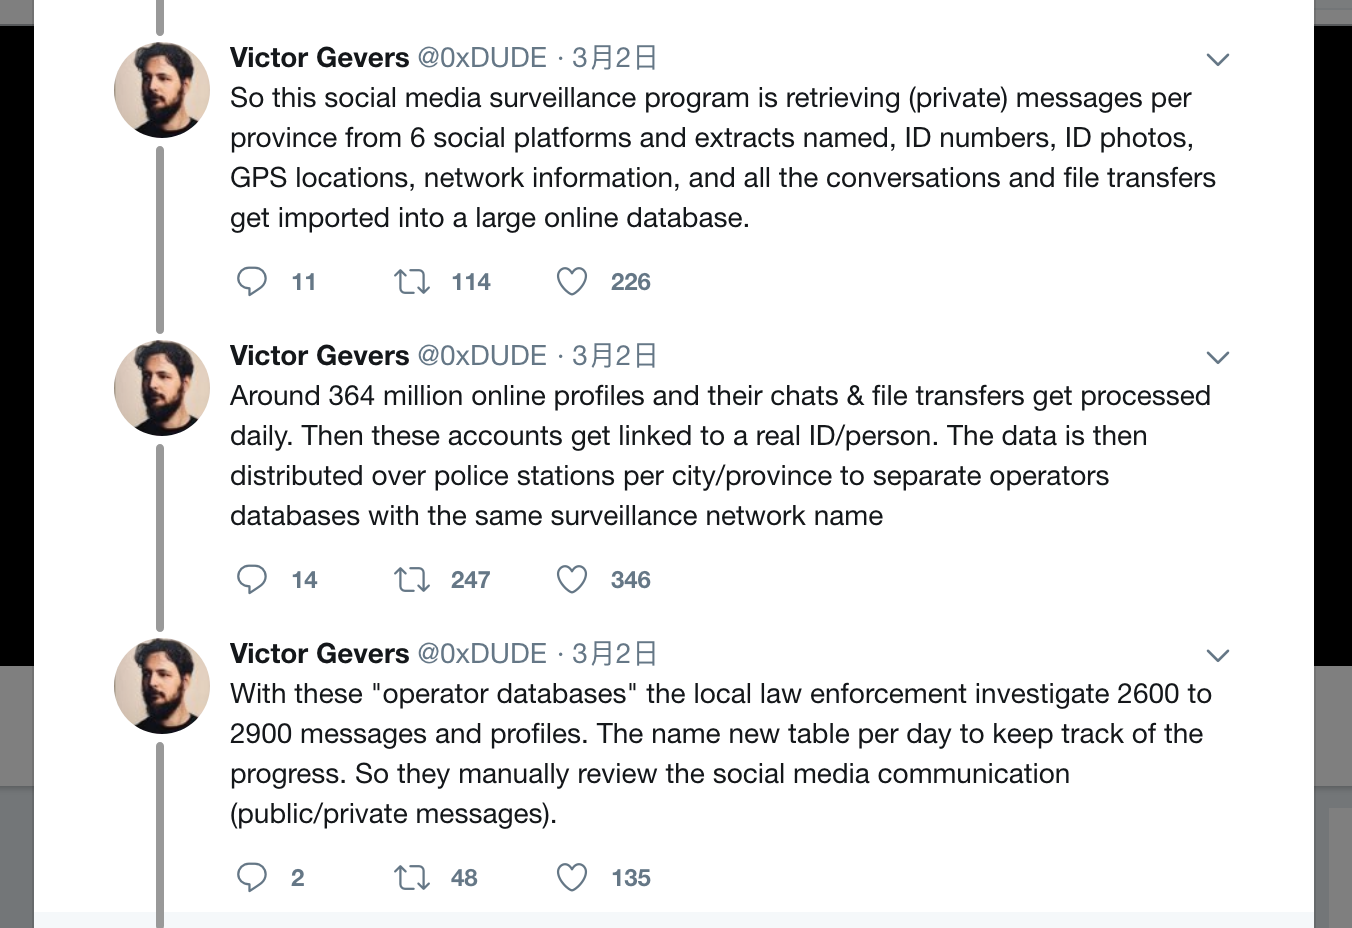 Victor Gevers @0xDUDE · 3月2日
So this social media surveillance program is retrieving (private) messages per
province from 6 social platforms and extracts named, ID numbers, ID photos,
GPS locations, network information, and all the conversations and file transfers
get imported into a large online database.
11 114 226
Victor Gevers @0xDUDE · 3月2日
Around 364 million online profiles and their chats & file transfers get processed
daily. Then these accounts get linked to a real ID/person. The data is then
distributed over police stations per city/province to separate operators
databases with the same surveillance network name
14 247 346
Victor Gevers @0xDUDE · 3月2日
With these "operator databases" the local law enforcement investigate 2600 to
2900 messages and profiles. The name new table per day to keep track of the
progress. So they manually review the social media communication
(public/private messages).
2 48 135